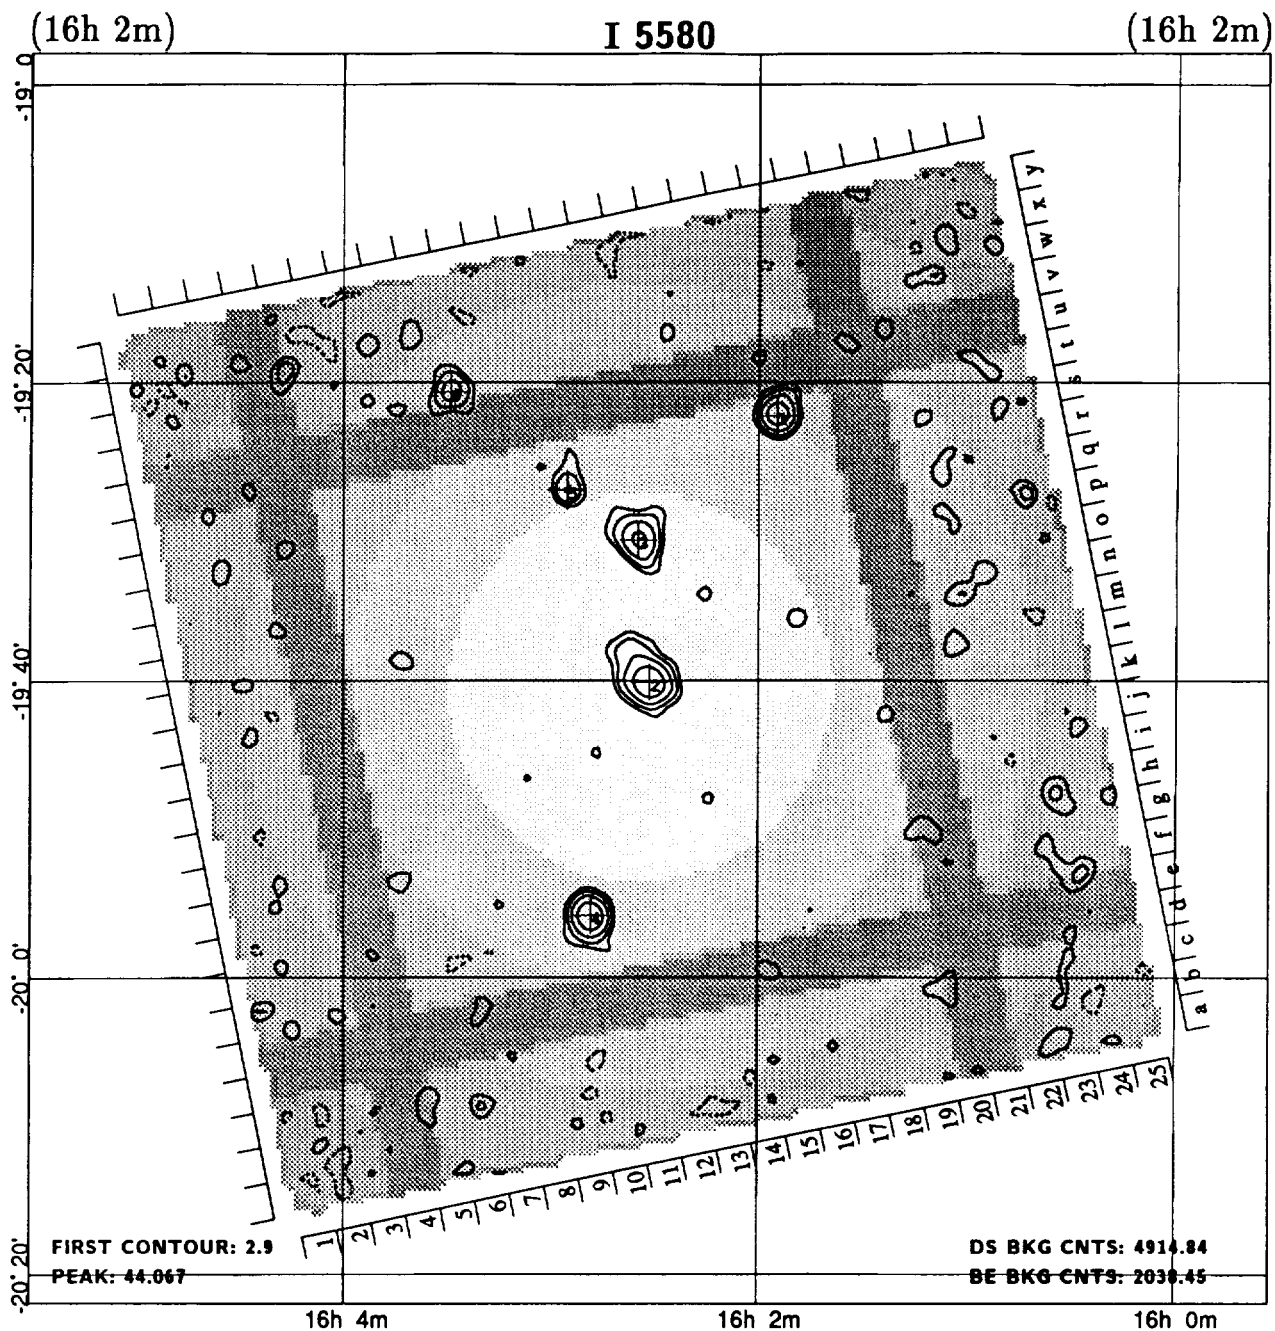 (16h 2m) I 5580 (16h 2m)
-19° 0
-19° 20'
-19° 40'
-20° 0
-20° 20'
a b c d e f g h i j k l m n o p q r s t u v w x y
1 2 3 4 5 6 7 8 9 10 11 12 13 14 15 16 17 18 19 20 21 22 23 24 25
FIRST CONTOUR: 2.9 DS BKG CNTS: 4914.84
PEAK: 44.067 BE BKG CNTS: 2038.45
16h 4m 16h 2m 16h 0m